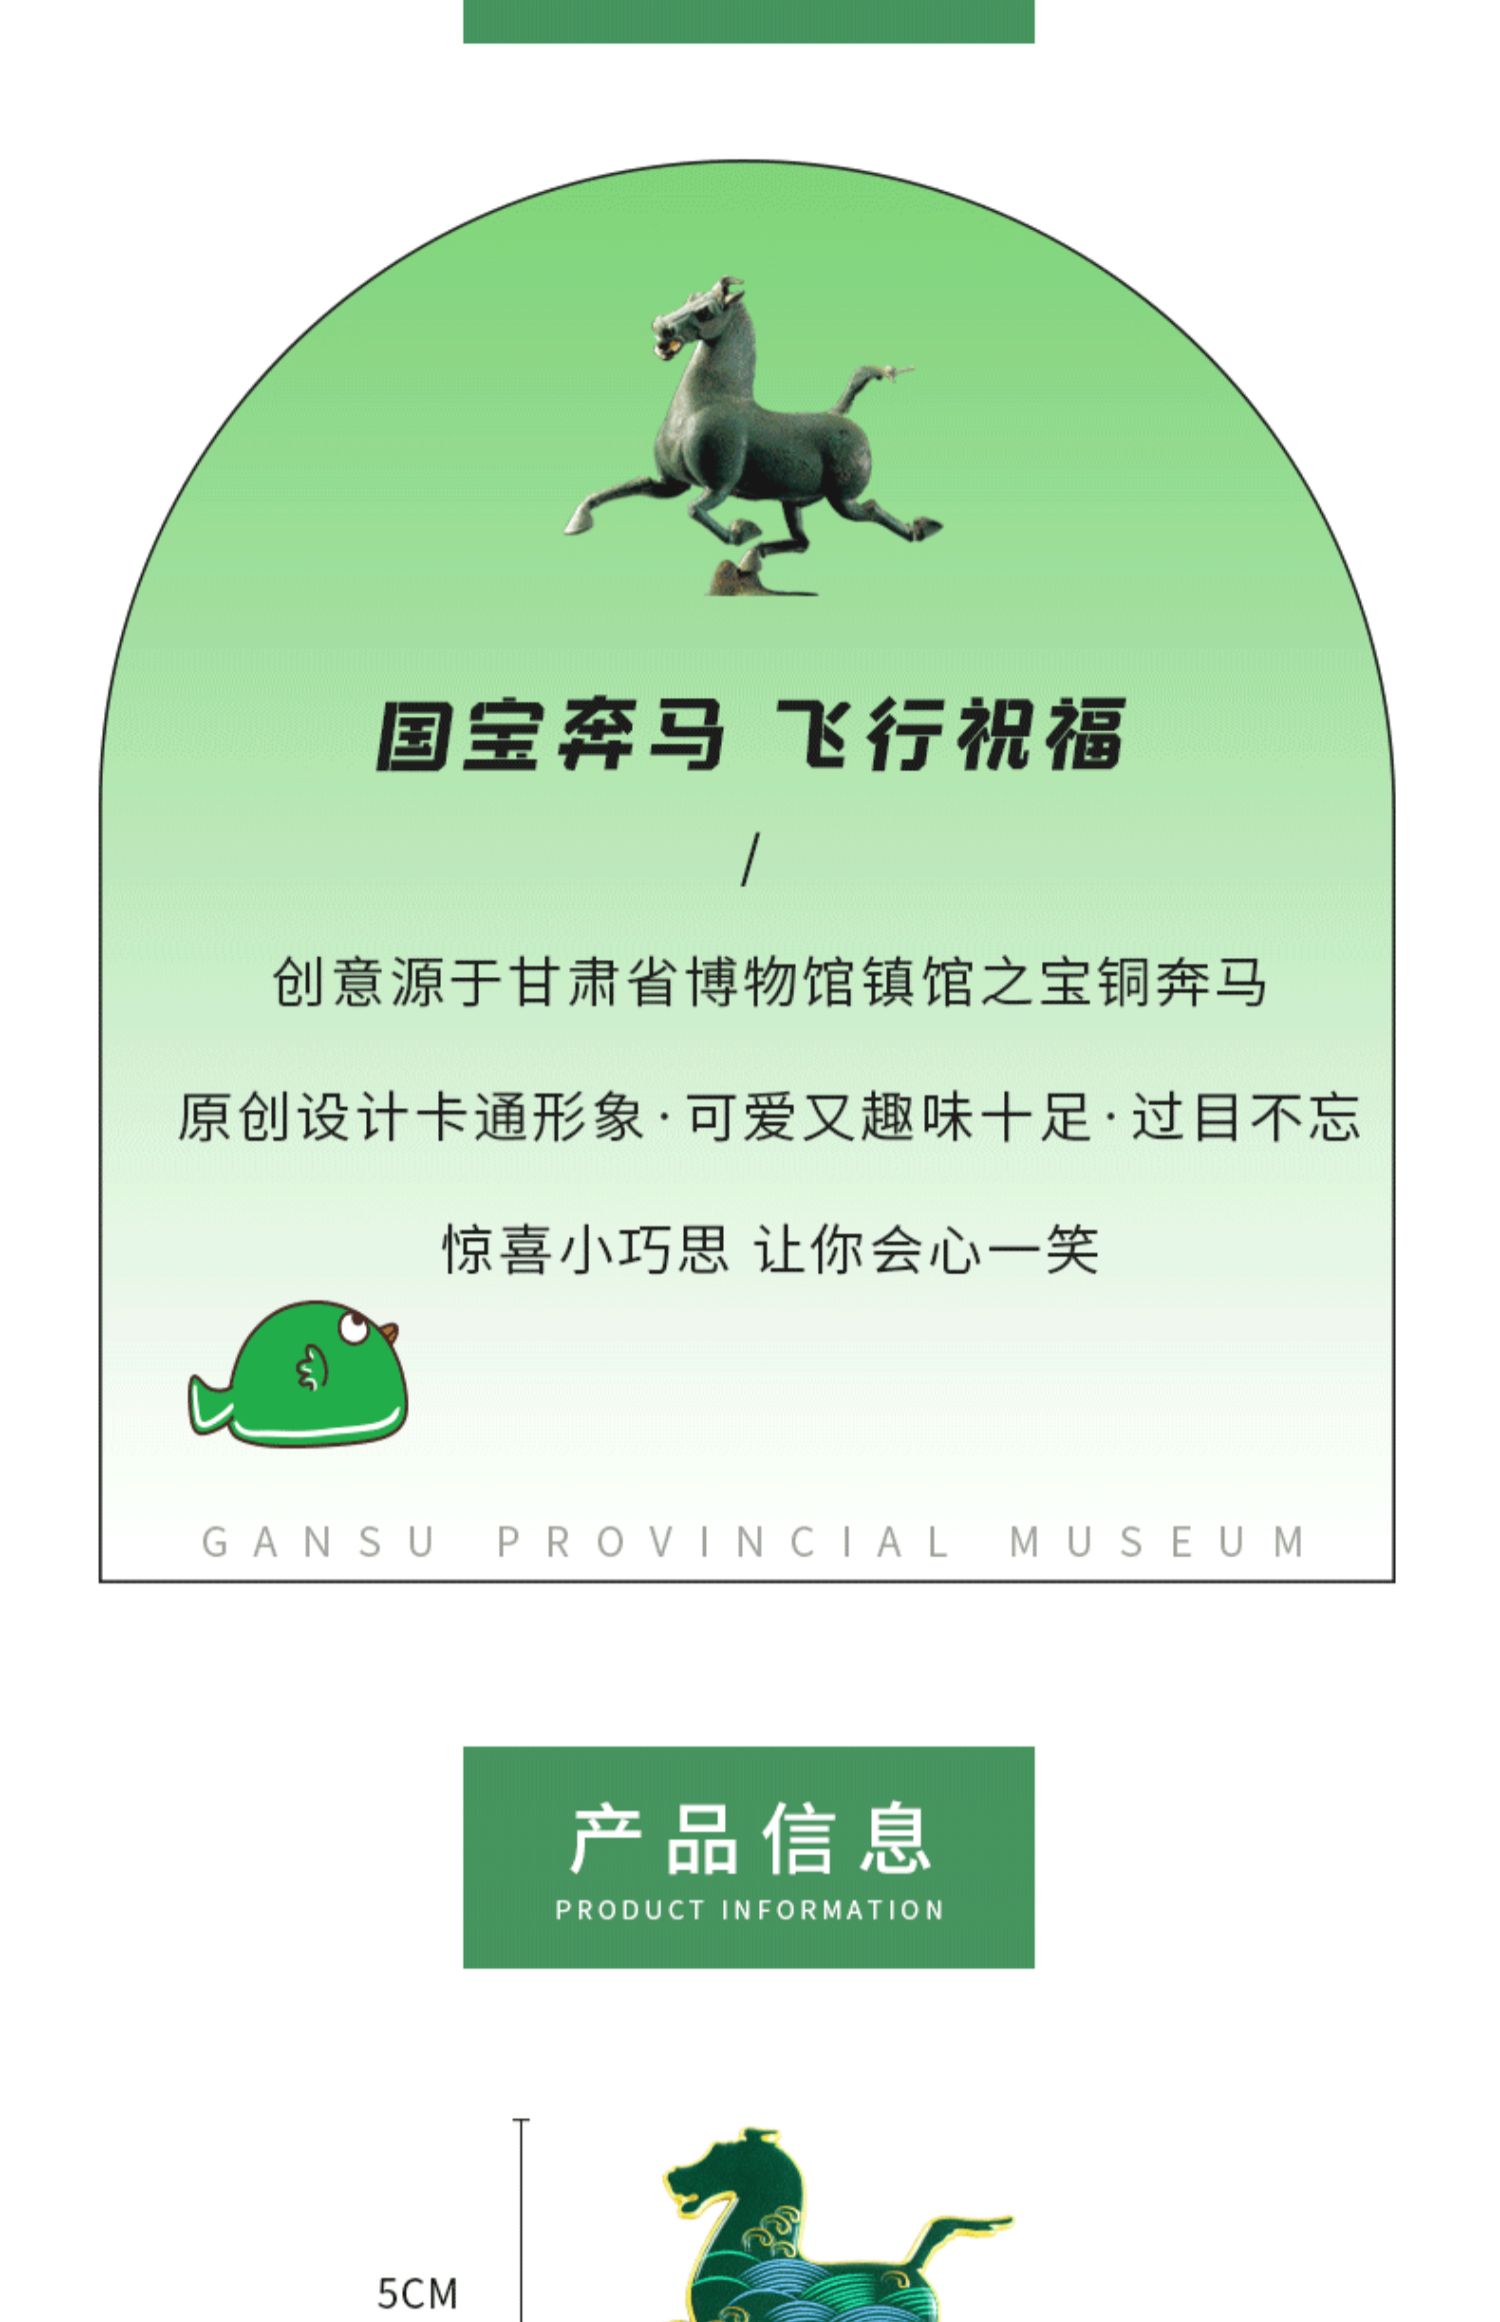 国宝奔马 飞行祝福
/
创意源于甘肃省博物馆镇馆之宝铜奔马
原创设计卡通形象·可爱又趣味十足·过目不忘
惊喜小巧思 让你会心一笑
GANSU PROVINCIAL MUSEUM
产品信息
PRODUCT INFORMATION
5CM